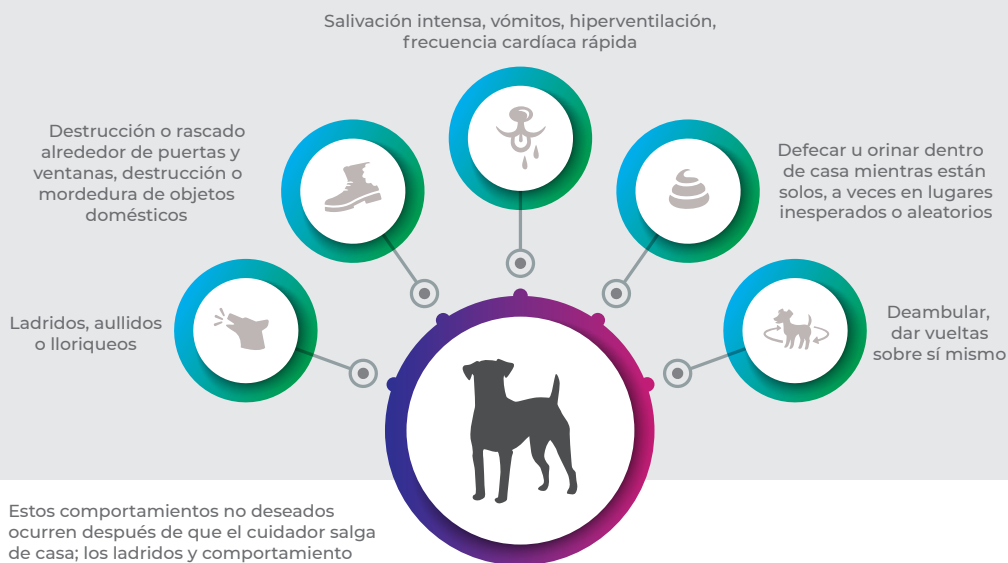 Salivación intensa, vómitos, hiperventilación,
frecuencia cardíaca rápida
Destrucción o rascado
alrededor de puertas y
ventanas, destrucción o
mordedura de objetos
domésticos
Defecar u orinar dentro
de casa mientras están
solos, a veces en lugares
inesperados o aleatorios
Ladridos, aullidos
o lloriqueos
Deambular,
dar vueltas
sobre sí mismo
Estos comportamientos no deseados
ocurren después de que el cuidador salga
de casa; los ladridos y comportamiento